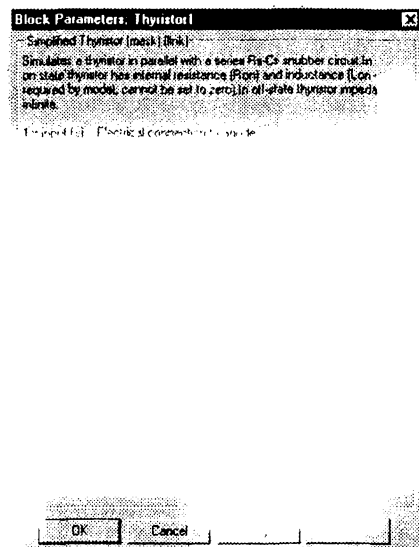 Block Parameters: Thyristor1
Simplified Thyristor (mask) (link)
Simulates a thyristor in parallel with a series Rs-Cs snubber circuit. In
on state thyristor has internal resistance (Ron) and inductance (Lon -
required by model, cannot be set to zero). In off-state thyristor impeda
infinite.
Electrical connection
OK Cancel